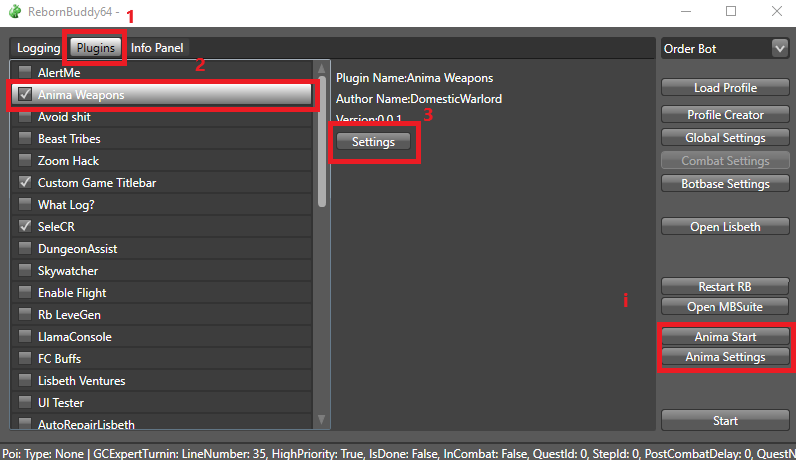 RebornBuddy64 -
1
Logging Plugins Info Panel
Order Bot
2
AlertMe
Anima Weapons
Avoid shit
Beast Tribes
Zoom Hack
Custom Game Titlebar
What Log?
SeleCR
DungeonAssist
Skywatcher
Enable Flight
Rb LeveGen
LlamaConsole
FC Buffs
Lisbeth Ventures
UI Tester
AutoRepairLisbeth
Plugin Name:Anima Weapons
Author Name:DomesticWarlord
Version:0.0.1
3
Settings
Load Profile
Profile Creator
Global Settings
Combat Settings
Botbase Settings
Open Lisbeth
Restart RB
i
Open MBSuite
Anima Start
Anima Settings
Start
Poi: Type: None | GCExpertTurnin: LineNumber: 35, HighPriority: True, IsDone: False, InCombat: False, QuestId: 0, StepId: 0, PostCombatDelay: 0, QuestN